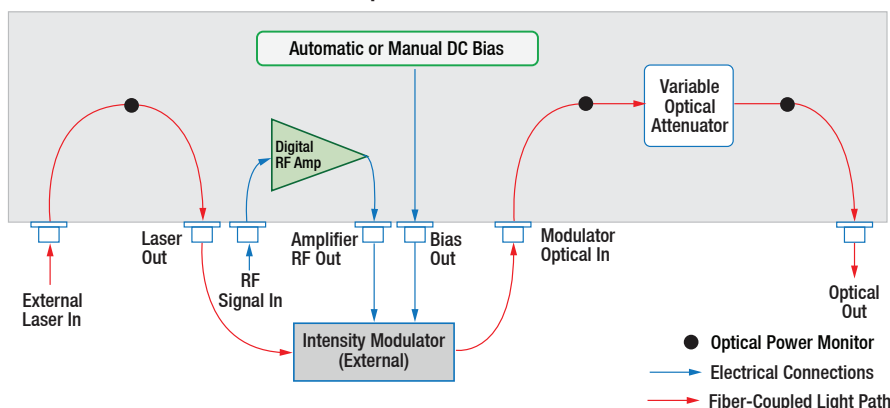 Automatic or Manual DC Bias
Variable
Optical
Attenuator
Digital
RF Amp
Laser
Out
Amplifier
RF Out
Bias
Out
Modulator
Optical In
External
Laser In
RF
Signal In
Optical
Out
Intensity Modulator
(External)
Optical Power Monitor
Electrical Connections
Fiber-Coupled Light Path